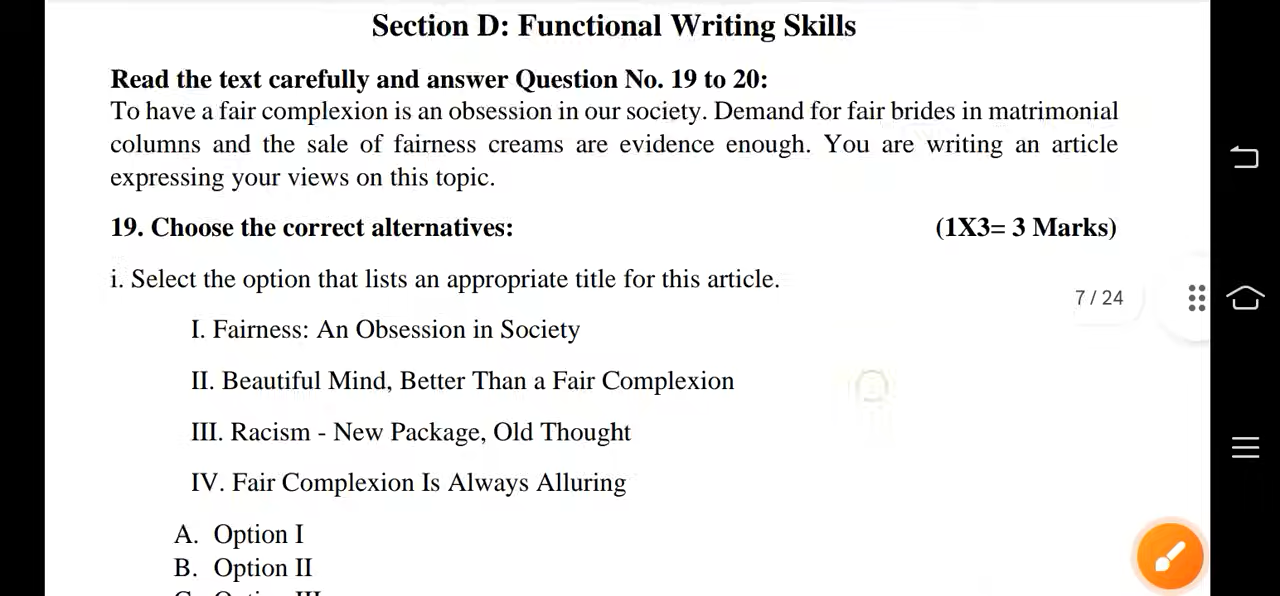 Section D: Functional Writing Skills
Read the text carefully and answer Question No. 19 to 20:
To have a fair complexion is an obsession in our society. Demand for fair brides in matrimonial
columns and the sale of fairness creams are evidence enough. You are writing an article
expressing your views on this topic.
19. Choose the correct alternatives: (1X3= 3 Marks)
i. Select the option that lists an appropriate title for this article.
7 / 24
I. Fairness: An Obsession in Society
II. Beautiful Mind, Better Than a Fair Complexion
III. Racism - New Package, Old Thought
IV. Fair Complexion Is Always Alluring
A. Option I
B. Option II